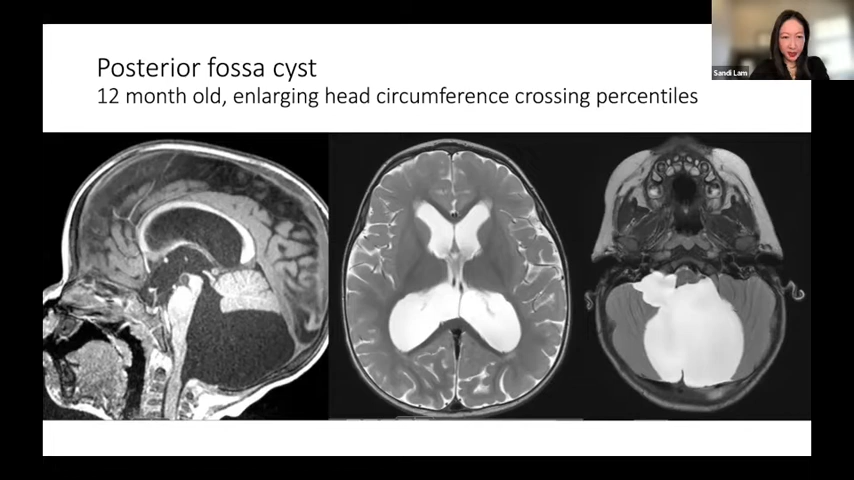 Posterior fossa cyst
12 month old, enlarging head circumference crossing percentiles
Sandi Lam